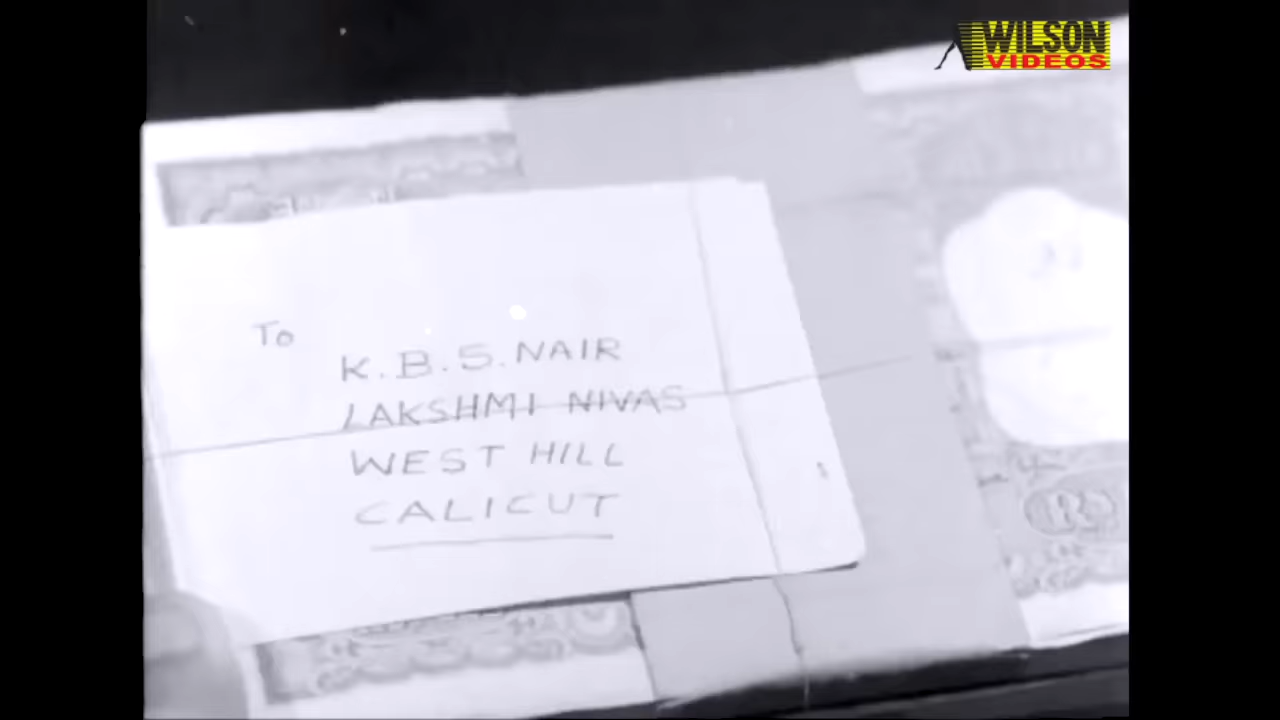 WILSON
VIDEOS
To
K.B.S. NAIR
LAKSHMI NIVAS
WEST HILL
CALICUT
R